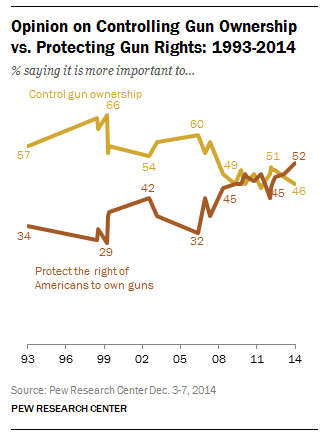 Opinion on Controlling Gun Ownership
vs. Protecting Gun Rights: 1993-2014
% saying it is more important to...
Control gun ownership
66
57
54
60
49
51
52
46
34
29
42
32
45
45
Protect the right of
Americans to own guns
93 96 99 02 05 08 11 14
Source: Pew Research Center Dec. 3-7, 2014
PEW RESEARCH CENTER